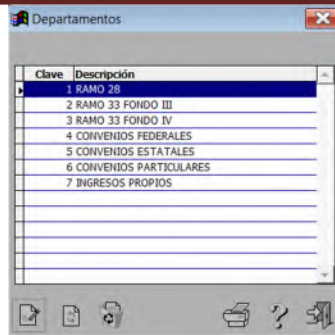 Departamentos
Clave Descripción
1 RAMO 28
2 RAMO 33 FONDO III
3 RAMO 33 FONDO IV
4 CONVENIOS FEDERALES
5 CONVENIOS ESTATALES
6 CONVENIOS PARTICULARES
7 INGRESOS PROPIOS